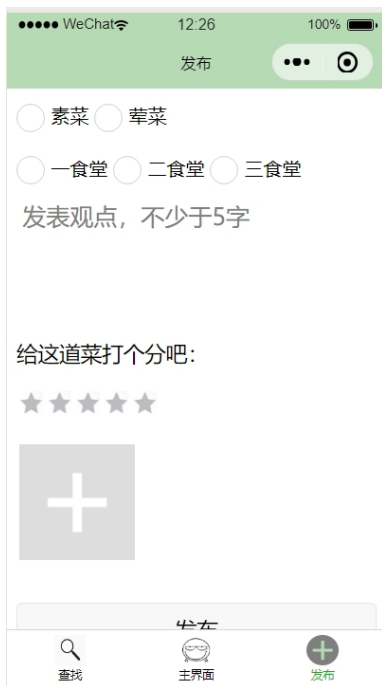 WeChat 12:26 100%
发布
素菜 荤菜
一食堂 二食堂 三食堂
发表观点，不少于5字
给这道菜打个分吧：
发布
查找 主界面 发布